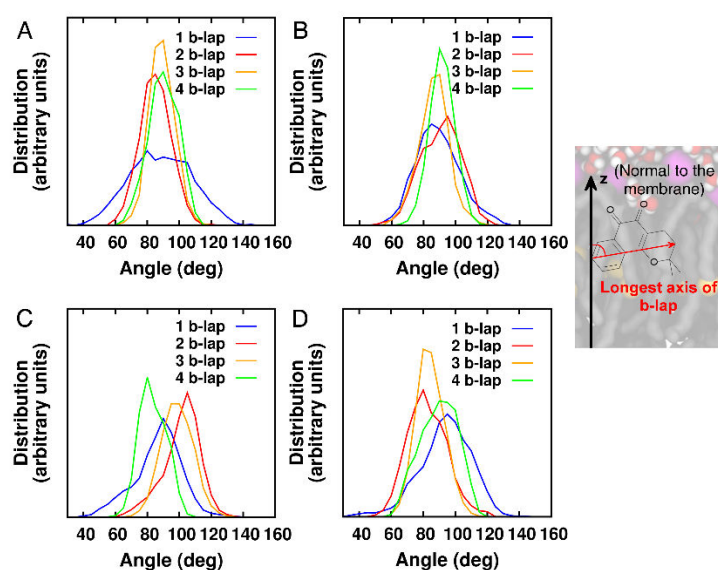 A
1 b-lap
2 b-lap
3 b-lap
4 b-lap
Distribution
(arbitrary units)
40 60 80 100 120 140 160
Angle (deg)
B
1 b-lap
2 b-lap
3 b-lap
4 b-lap
Distribution
(arbitrary units)
40 60 80 100 120 140 160
Angle (deg)
z (Normal to the
membrane)
O
O
O
Longest axis of
b-lap
C
1 b-lap
2 b-lap
3 b-lap
4 b-lap
Distribution
(arbitrary units)
40 60 80 100 120 140 160
Angle (deg)
D
1 b-lap
2 b-lap
3 b-lap
4 b-lap
Distribution
(arbitrary units)
40 60 80 100 120 140 160
Angle (deg)